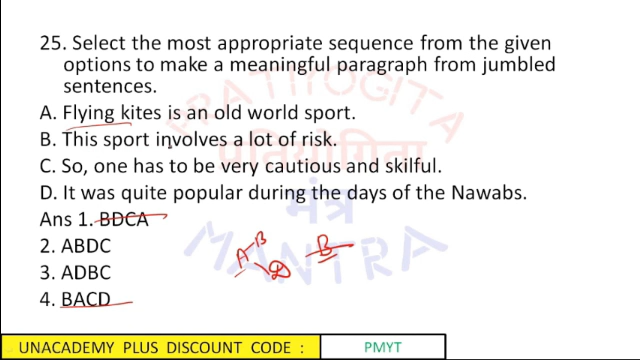 25. Select the most appropriate sequence from the given
options to make a meaningful paragraph from jumbled
sentences.
A. Flying kites is an old world sport.
B. This sport involves a lot of risk.
C. So, one has to be very cautious and skilful.
D. It was quite popular during the days of the Nawabs.
Ans 1. BDCA
2. ABDC
3. ADBC
4. BACD
A B
D
B
PRATIYOGITA
प्रतियोगिता
मंत्र
MANTRA
UNACADEMY PLUS DISCOUNT CODE : PMYT